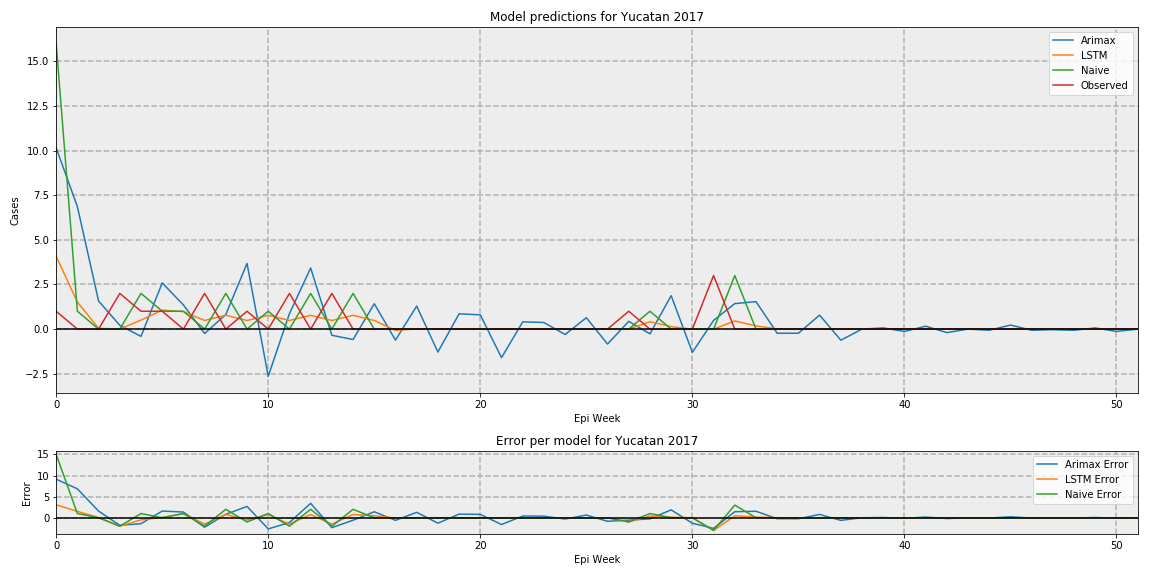 Model predictions for Yucatan 2017
Arimax
LSTM
Naive
Observed
15.0
12.5
10.0
7.5
5.0
2.5
0.0
−2.5
Cases
0 10 20 30 40 50
Epi Week
Error per model for Yucatan 2017
Arimax Error
LSTM Error
Naive Error
15
10
5
0
Error
0 10 20 30 40 50
Epi Week